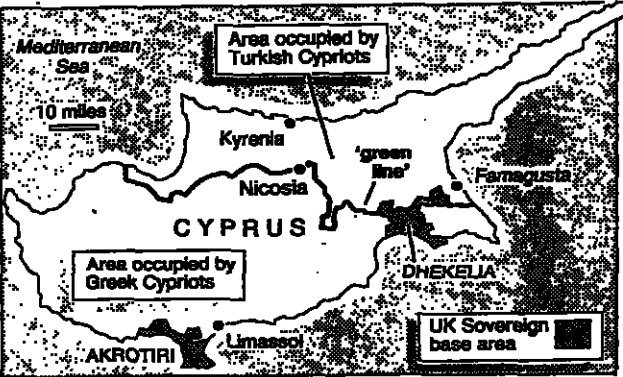 Mediterranean
Sea
Area occupied by
Turkish Cypriots
10 miles
Kyrenia
'green
line'
Nicosia
Famagusta
CYPRUS
Area occupied by
Greek Cypriots
DHEKELIA
UK Sovereign
base area
AKROTIRI
Limassol